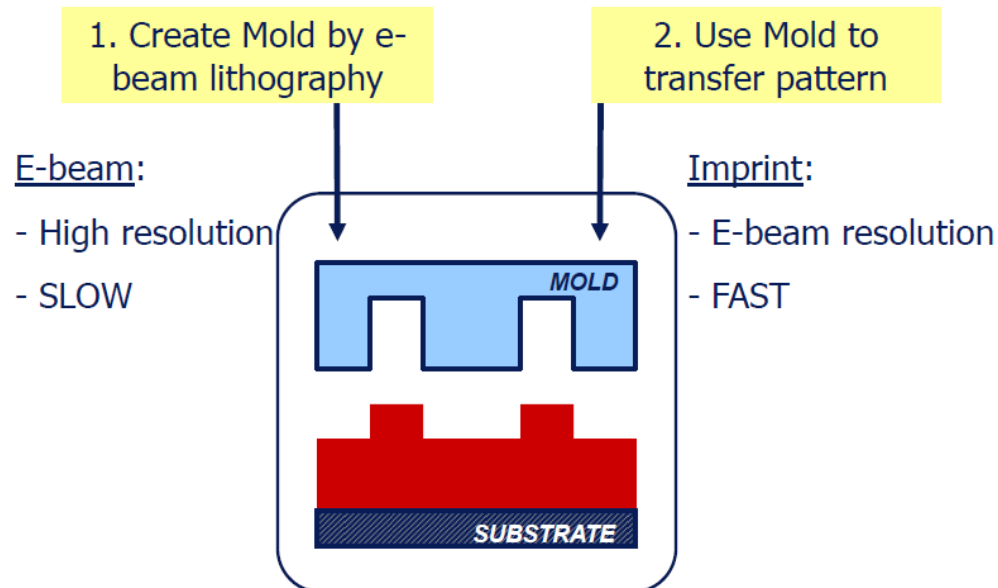 1. Create Mold by e-
beam lithography
2. Use Mold to
transfer pattern
E-beam:
- High resolution
- SLOW
Imprint:
- E-beam resolution
- FAST
MOLD
SUBSTRATE